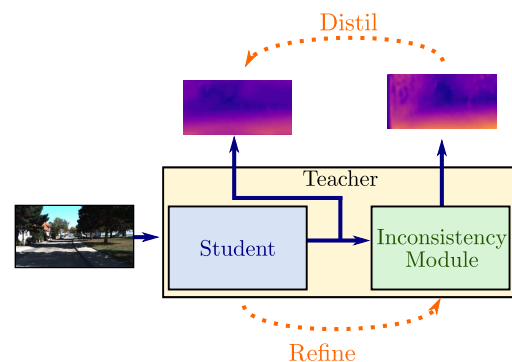 Distil
Teacher
Student
Inconsistency
Module
Refine